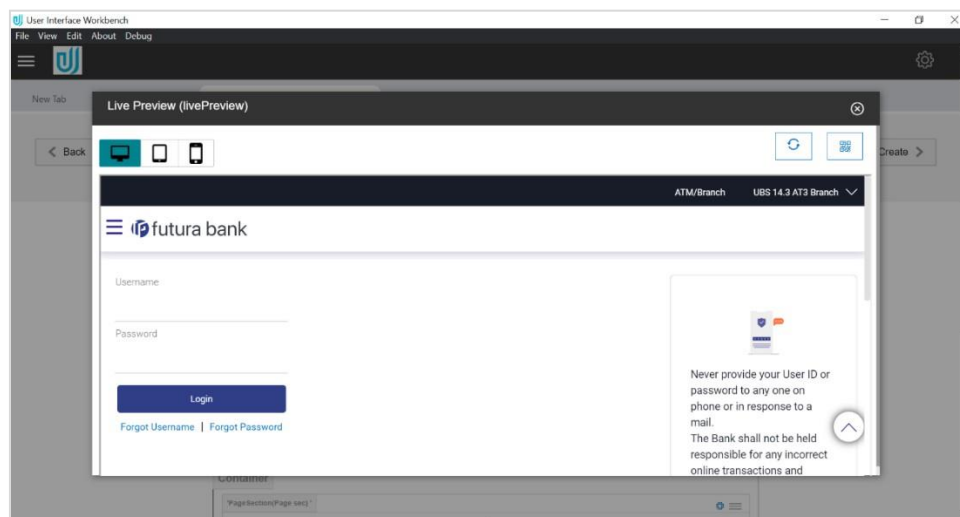 User Interface Workbench
File View Edit About Debug
New Tab
Live Preview (livePreview)
Back
Create
ATM/Branch UBS 14.3 AT3 Branch
futura bank
Username
Password
Login
Forgot Username | Forgot Password
Never provide your User ID or
password to any one on
phone or in response to a
mail.
The Bank shall not be held
responsible for any incorrect
online transactions and
Container
'PageSection(Page sec) '